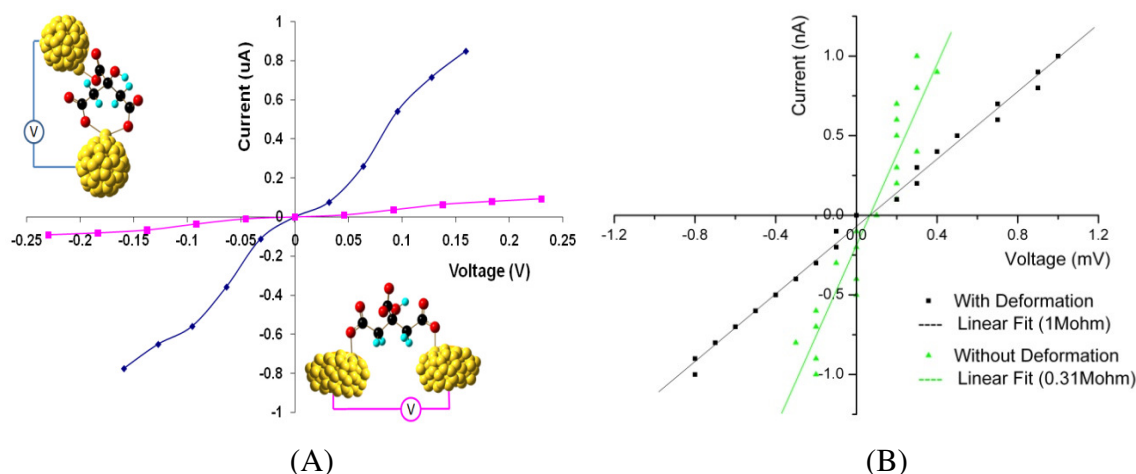 1
0.8
0.6
0.4
0.2
0
-0.2
-0.4
-0.6
-0.8
-1
Current (uA)
-0.25 -0.2 -0.15 -0.1 -0.05 0 0.05 0.1 0.15 0.2 0.25
Voltage (V)
V
V
(A)
Current (nA)
1.0
0.5
0.0
-0.5
-1.0
-1.2 -0.8 -0.4 0.0 0.4 0.8 1.2
Voltage (mV)
With Deformation
Linear Fit (1Mohm)
Without Deformation
Linear Fit (0.31Mohm)
(B)